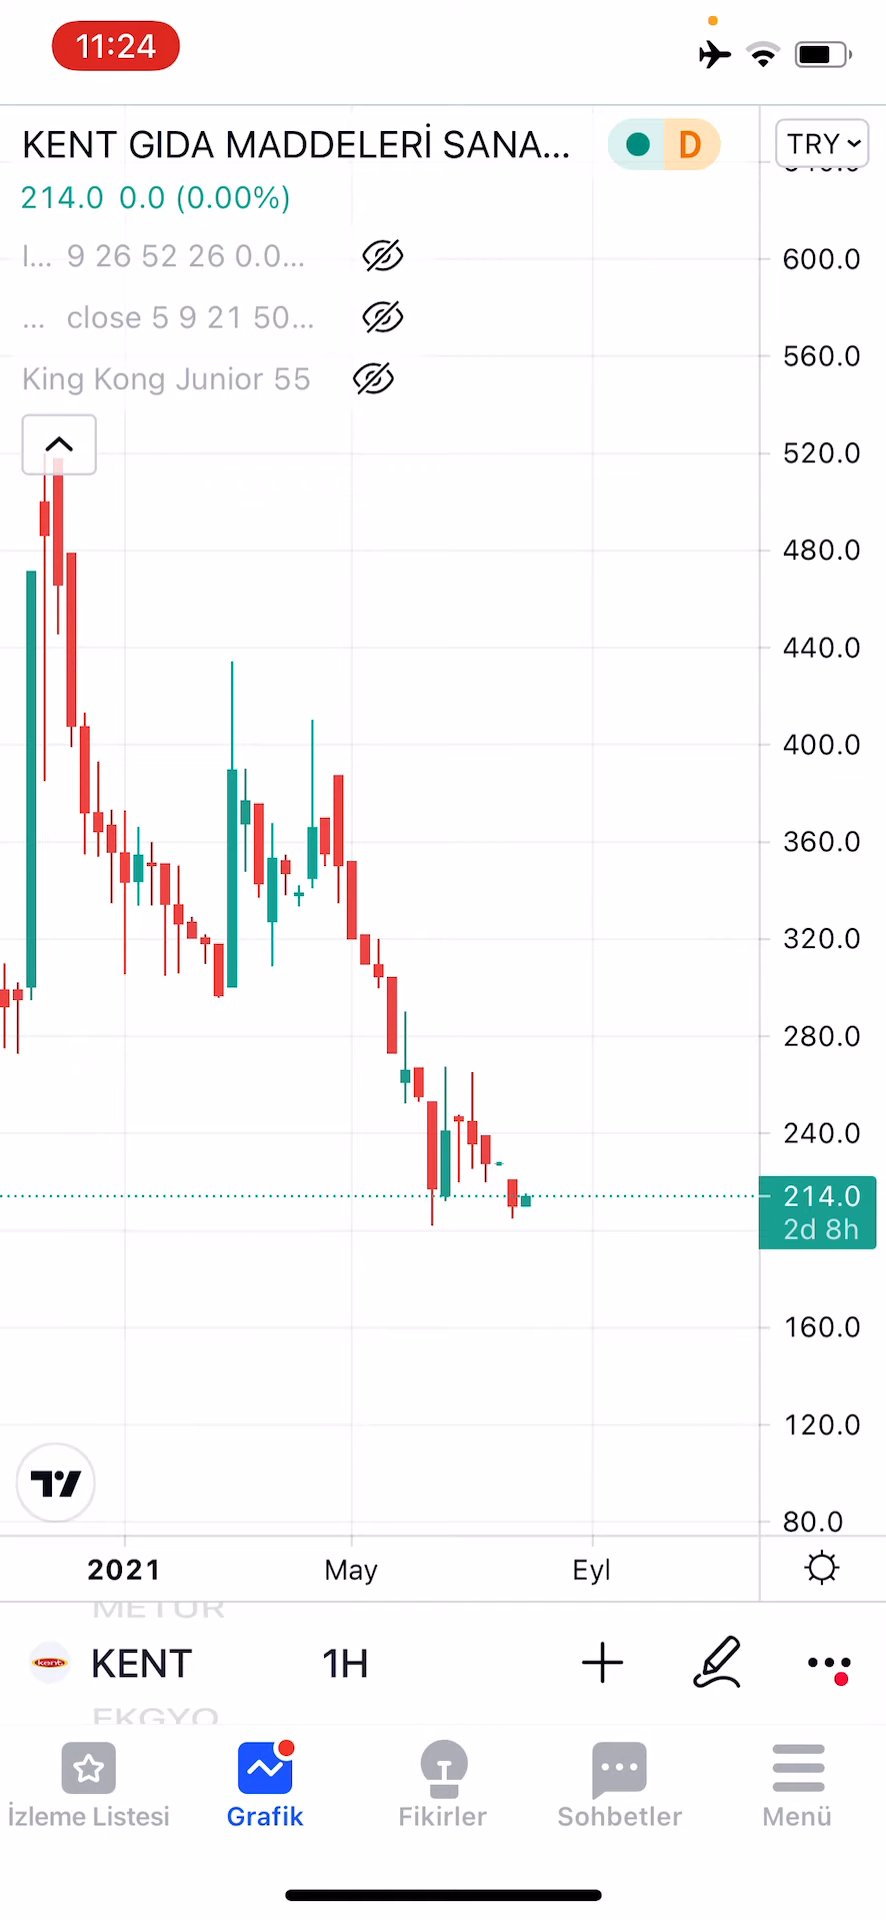 11:24
KENT GIDA MADDELERİ SANA...
D
TRY
214.0 0.0 (0.00%)
I... 9 26 52 26 0.0...
... close 5 9 21 50...
King Kong Junior 55
600.0
560.0
520.0
480.0
440.0
400.0
360.0
320.0
280.0
240.0
214.0
2d 8h
160.0
120.0
80.0
2021
May
Eyl
METUR
kent
KENT
1H
EKGYO
İzleme Listesi
Grafik
Fikirler
Sohbetler
Menü